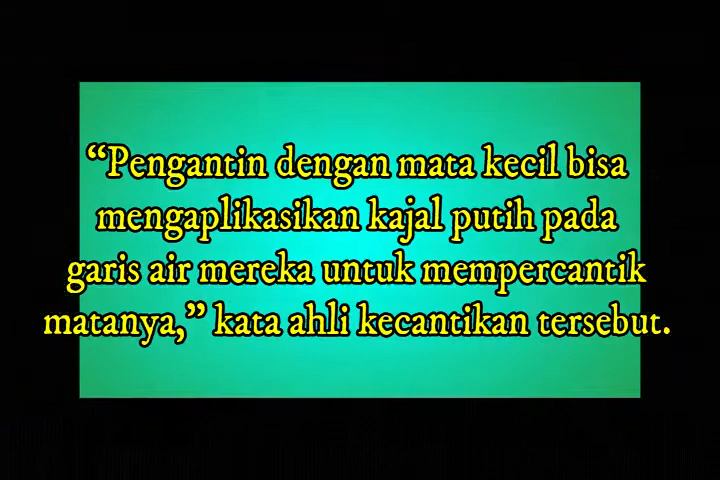 “Pengantin dengan mata kecil bisa
mengaplikasikan kajal putih pada
garis air mereka untuk mempercantik
matanya,” kata ahli kecantikan tersebut.